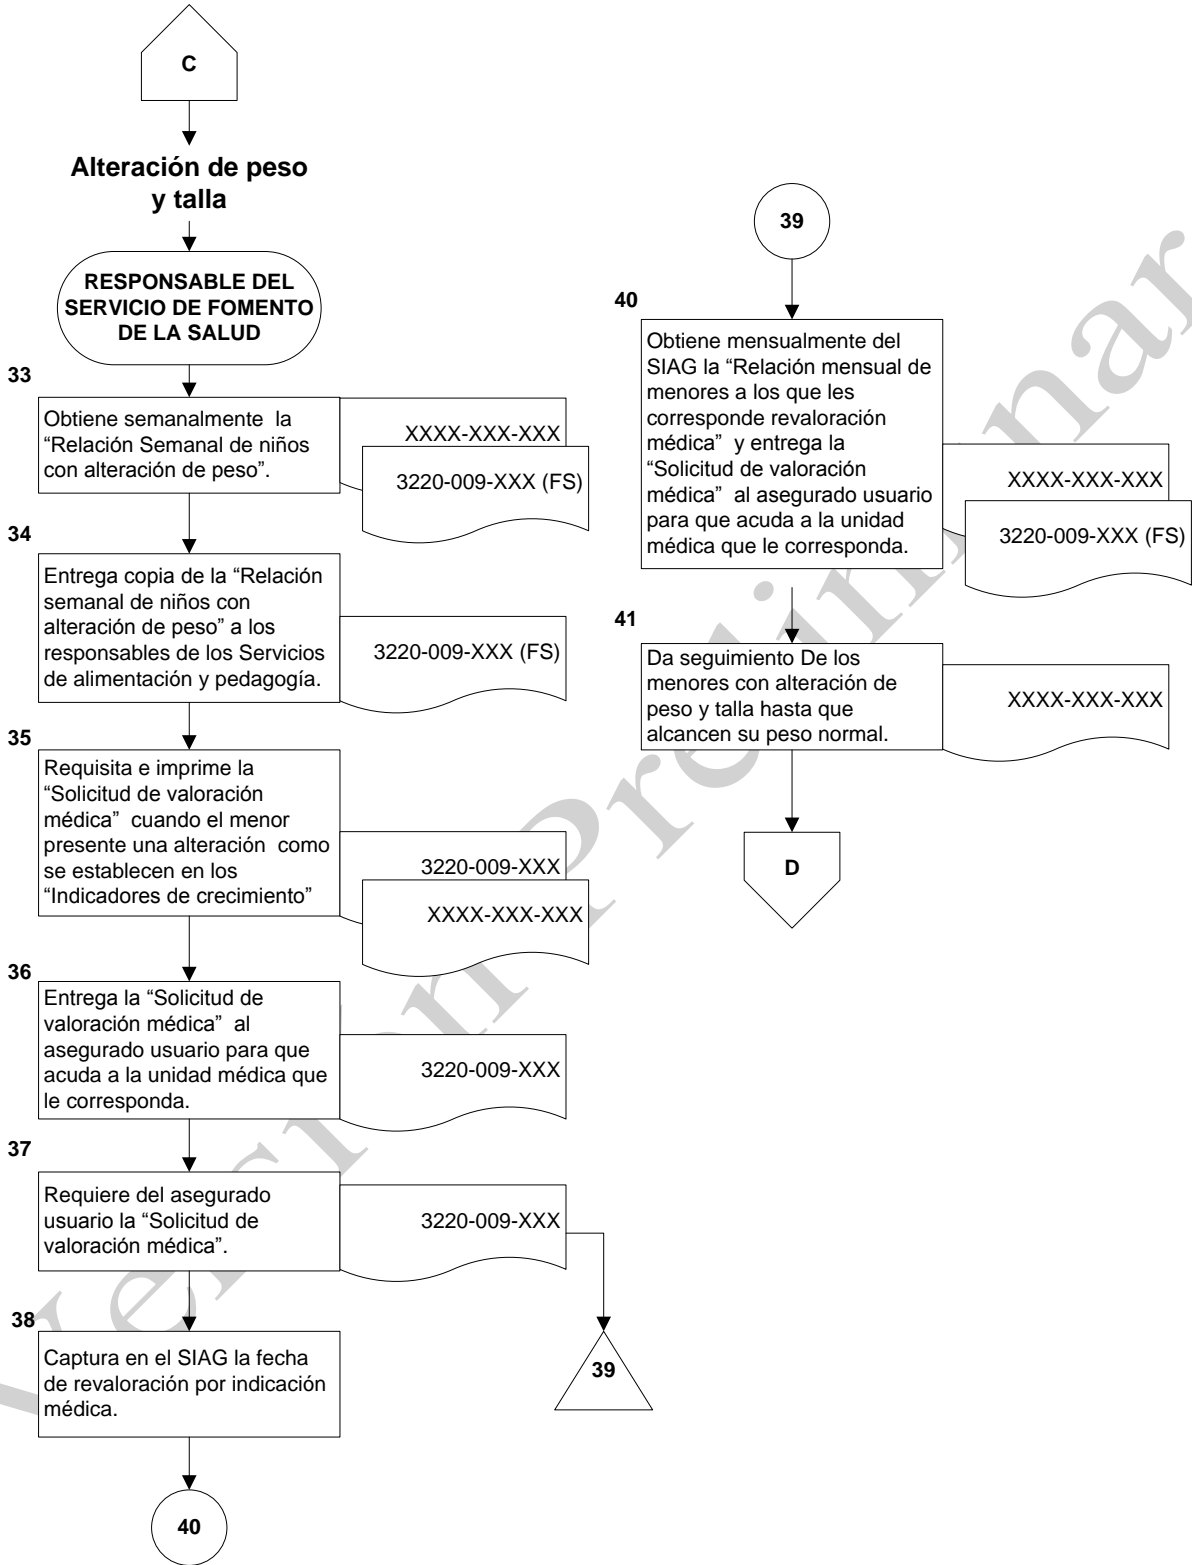 C
Alteración de peso
y talla
RESPONSABLE DEL
SERVICIO DE FOMENTO
DE LA SALUD
33
Obtiene semanalmente la
“Relación Semanal de niños
con alteración de peso”.
XXXX-XXX-XXX
3220-009-XXX (FS)
34
Entrega copia de la “Relación
semanal de niños con
alteración de peso” a los
responsables de los Servicios
de alimentación y pedagogía.
3220-009-XXX (FS)
35
Requisita e imprime la
“Solicitud de valoración
médica” cuando el menor
presente una alteración como
se establecen en los
“Indicadores de crecimiento”
3220-009-XXX
XXXX-XXX-XXX
36
Entrega la “Solicitud de
valoración médica” al
asegurado usuario para que
acuda a la unidad médica que
le corresponda.
3220-009-XXX
37
Requiere del asegurado
usuario la “Solicitud de
valoración médica”.
3220-009-XXX
39
38
Captura en el SIAG la fecha
de revaloración por indicación
médica.
40
39
40
Obtiene mensualmente del
SIAG la “Relación mensual de
menores a los que les
corresponde revaloración
médica” y entrega la
“Solicitud de valoración
médica” al asegurado usuario
para que acuda a la unidad
médica que le corresponda.
XXXX-XXX-XXX
3220-009-XXX (FS)
41
Da seguimiento De los
menores con alteración de
peso y talla hasta que
alcancen su peso normal.
XXXX-XXX-XXX
D
Versión Preliminar